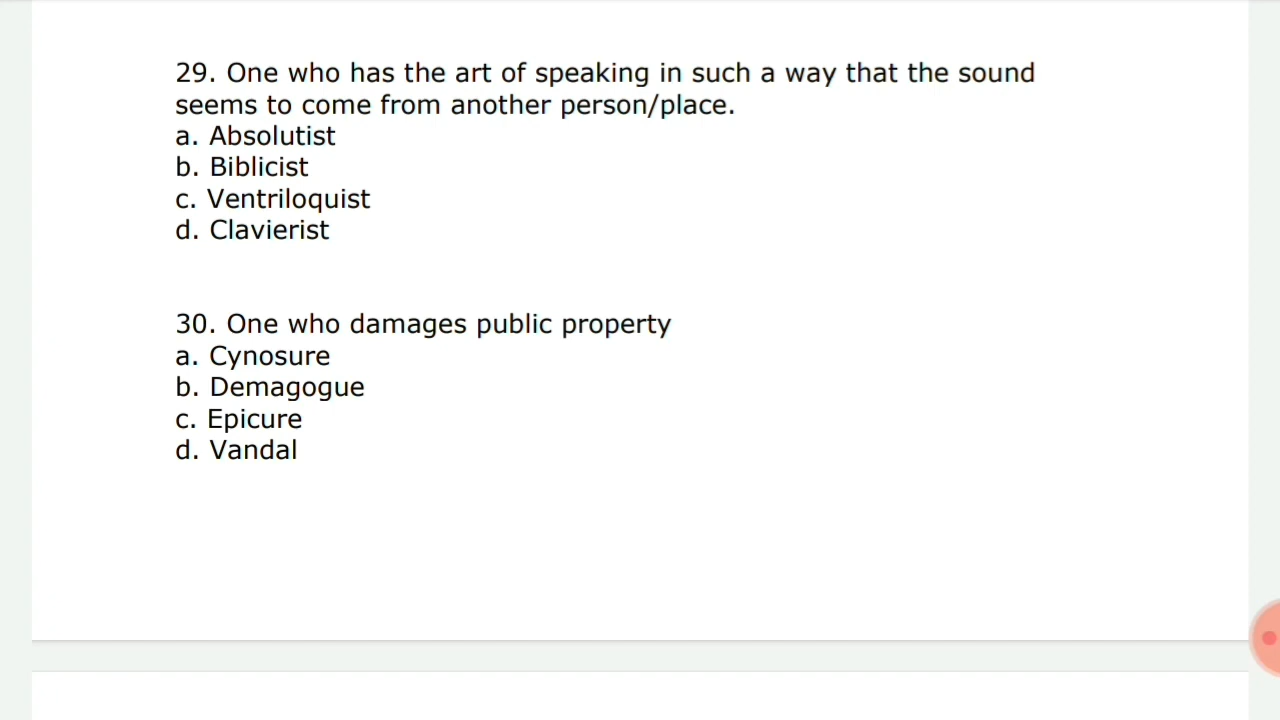 29. One who has the art of speaking in such a way that the sound
seems to come from another person/place.
a. Absolutist
b. Biblicist
c. Ventriloquist
d. Clavierist
30. One who damages public property
a. Cynosure
b. Demagogue
c. Epicure
d. Vandal